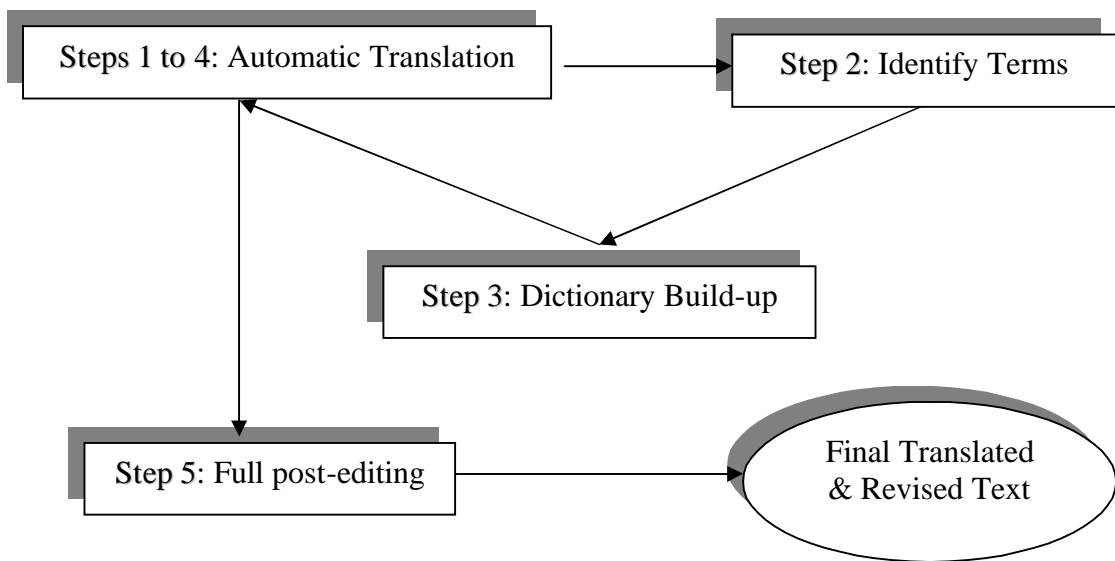 Steps 1 to 4: Automatic Translation
Step 2: Identify Terms
Step 3: Dictionary Build-up
Step 5: Full post-editing
Final Translated
& Revised Text